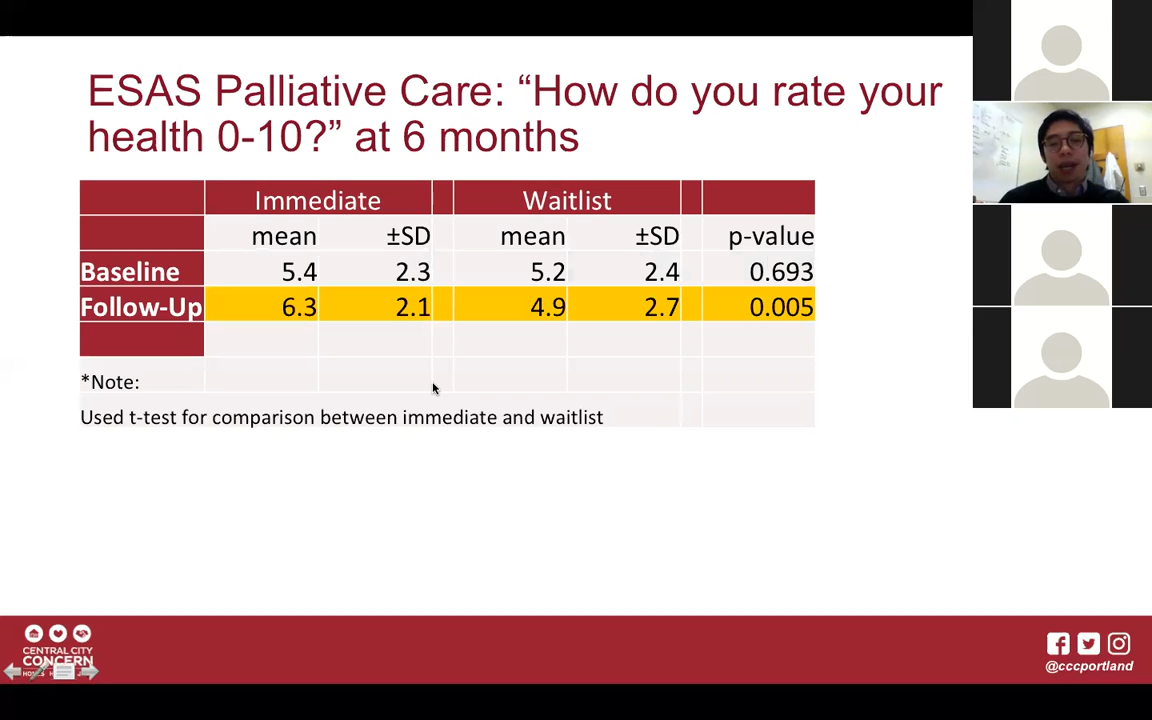 ESAS Palliative Care: “How do you rate your
health 0-10?” at 6 months
Immediate Waitlist
mean ±SD mean ±SD p-value
Baseline 5.4 2.3 5.2 2.4 0.693
Follow-Up 6.3 2.1 4.9 2.7 0.005
*Note:
Used t-test for comparison between immediate and waitlist
CENTRAL CITY
CONCERN
@cccportland